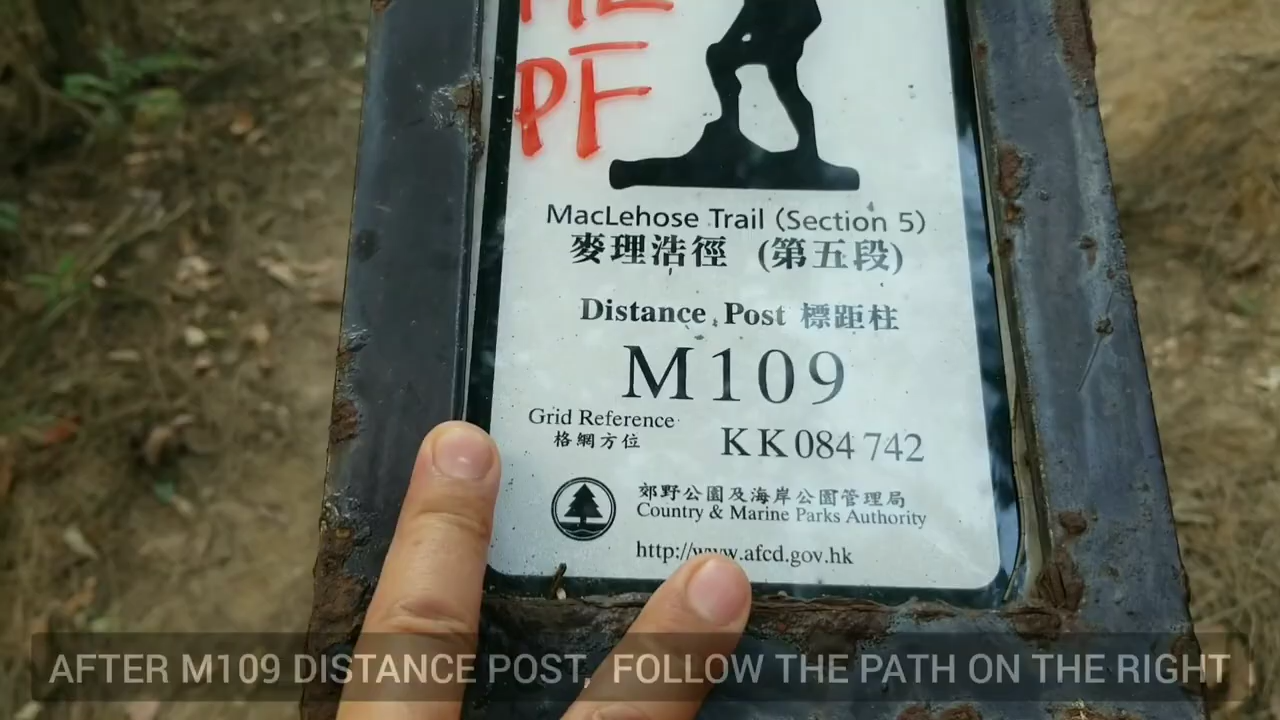 PF
MacLehose Trail (Section 5)
麥理浩徑 (第五段)
Distance Post 標距柱
M109
Grid Reference
格網方位
KK 084 742
郊野公園及海岸公園管理局
Country & Marine Parks Authority
http://www.afcd.gov.hk
AFTER M109 DISTANCE POST, FOLLOW THE PATH ON THE RIGHT